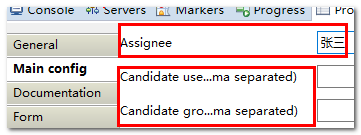 Console Servers Markers Progress
General
Assignee 张三
Main config
Candidate use...ma separated)
Documentation
Candidate gro...ma separated)
Form